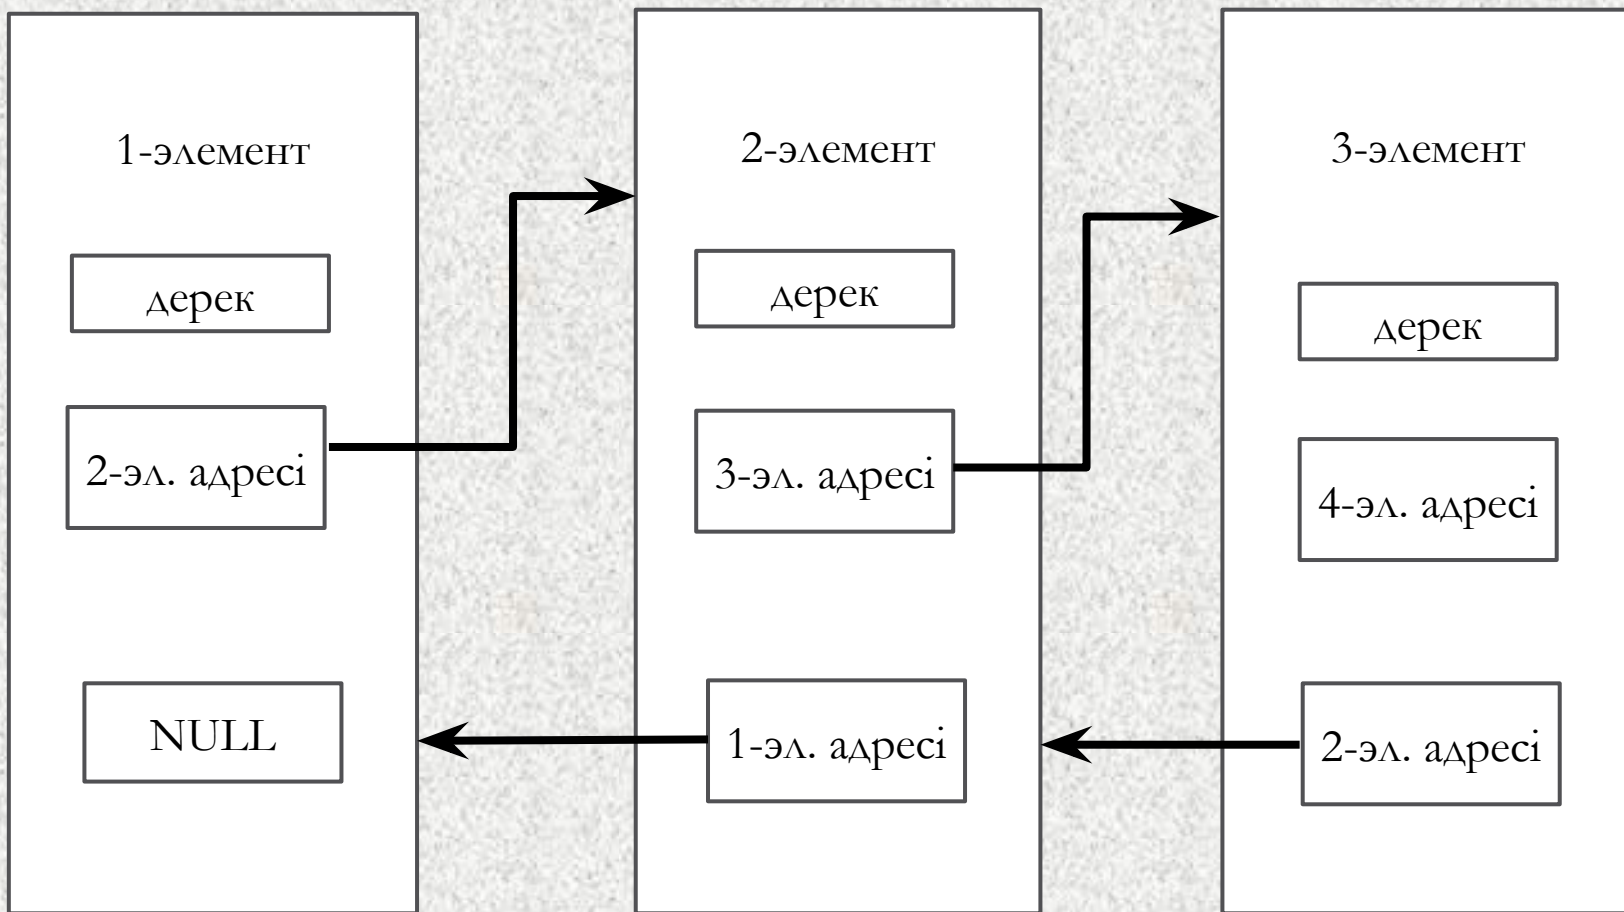 1-элемент
дерек
2-эл. адресі
NULL
2-элемент
дерек
3-эл. адресі
1-эл. адресі
3-элемент
дерек
4-эл. адресі
2-эл. адресі